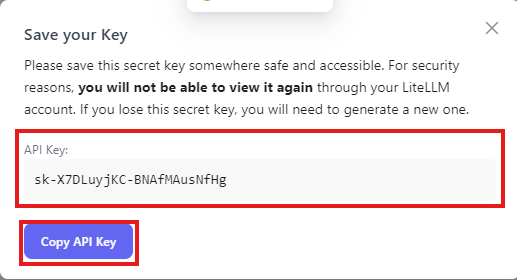 Save your Key
Please save this secret key somewhere safe and accessible. For security
reasons, you will not be able to view it again through your LiteLLM
account. If you lose this secret key, you will need to generate a new one.
API Key:
sk-X7DLuyjKC-BNAfMAusNfHg
Copy API Key